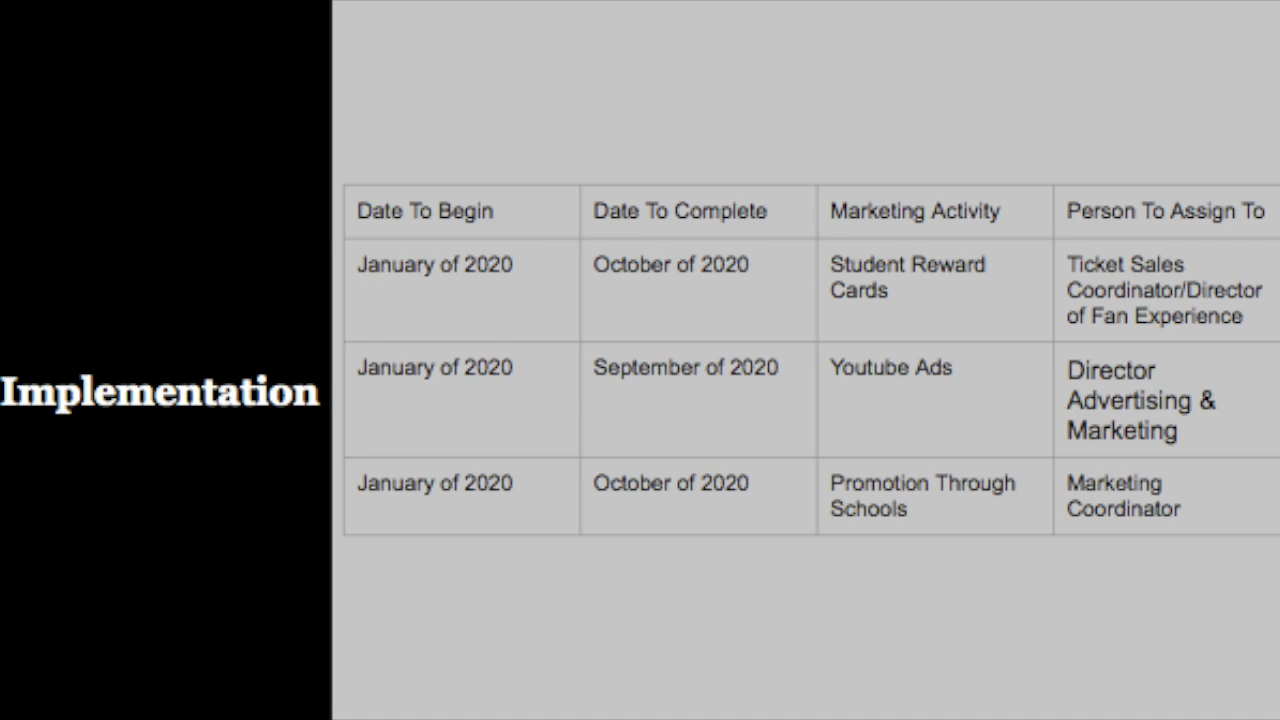 Implementation
Date To Begin
Date To Complete
Marketing Activity
Person To Assign To
January of 2020
October of 2020
Student Reward
Cards
Ticket Sales
Coordinator/Director
of Fan Experience
January of 2020
September of 2020
Youtube Ads
Director
Advertising &
Marketing
January of 2020
October of 2020
Promotion Through
Schools
Marketing
Coordinator